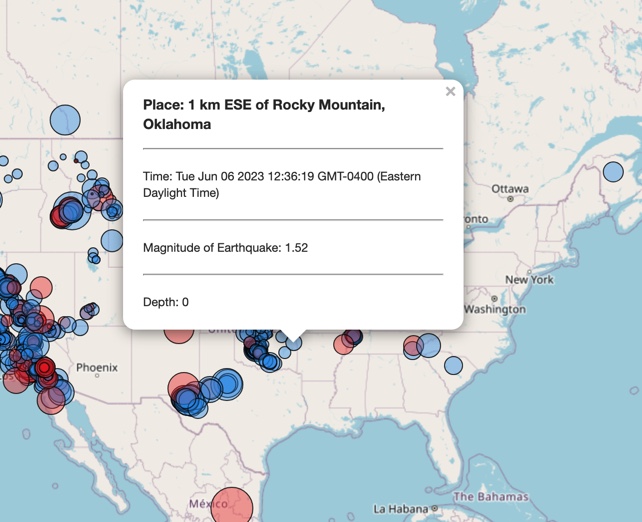 ×
Place: 1 km ESE of Rocky Mountain,
Oklahoma
Time: Tue Jun 06 2023 12:36:19 GMT-0400 (Eastern
Daylight Time)
Magnitude of Earthquake: 1.52
Depth: 0
Ottawa
onto
New York
Washington
Phoenix
México
La Habana
The Bahamas